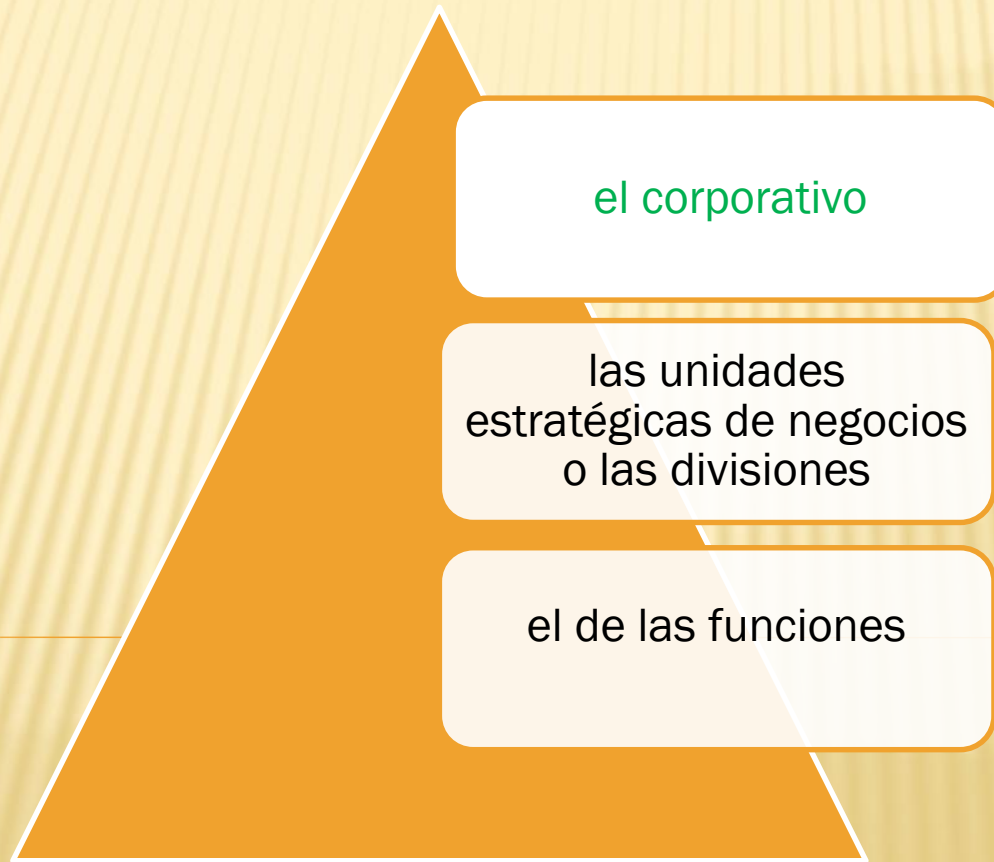 el corporativo
las unidades
estratégicas de negocios
o las divisiones
el de las funciones